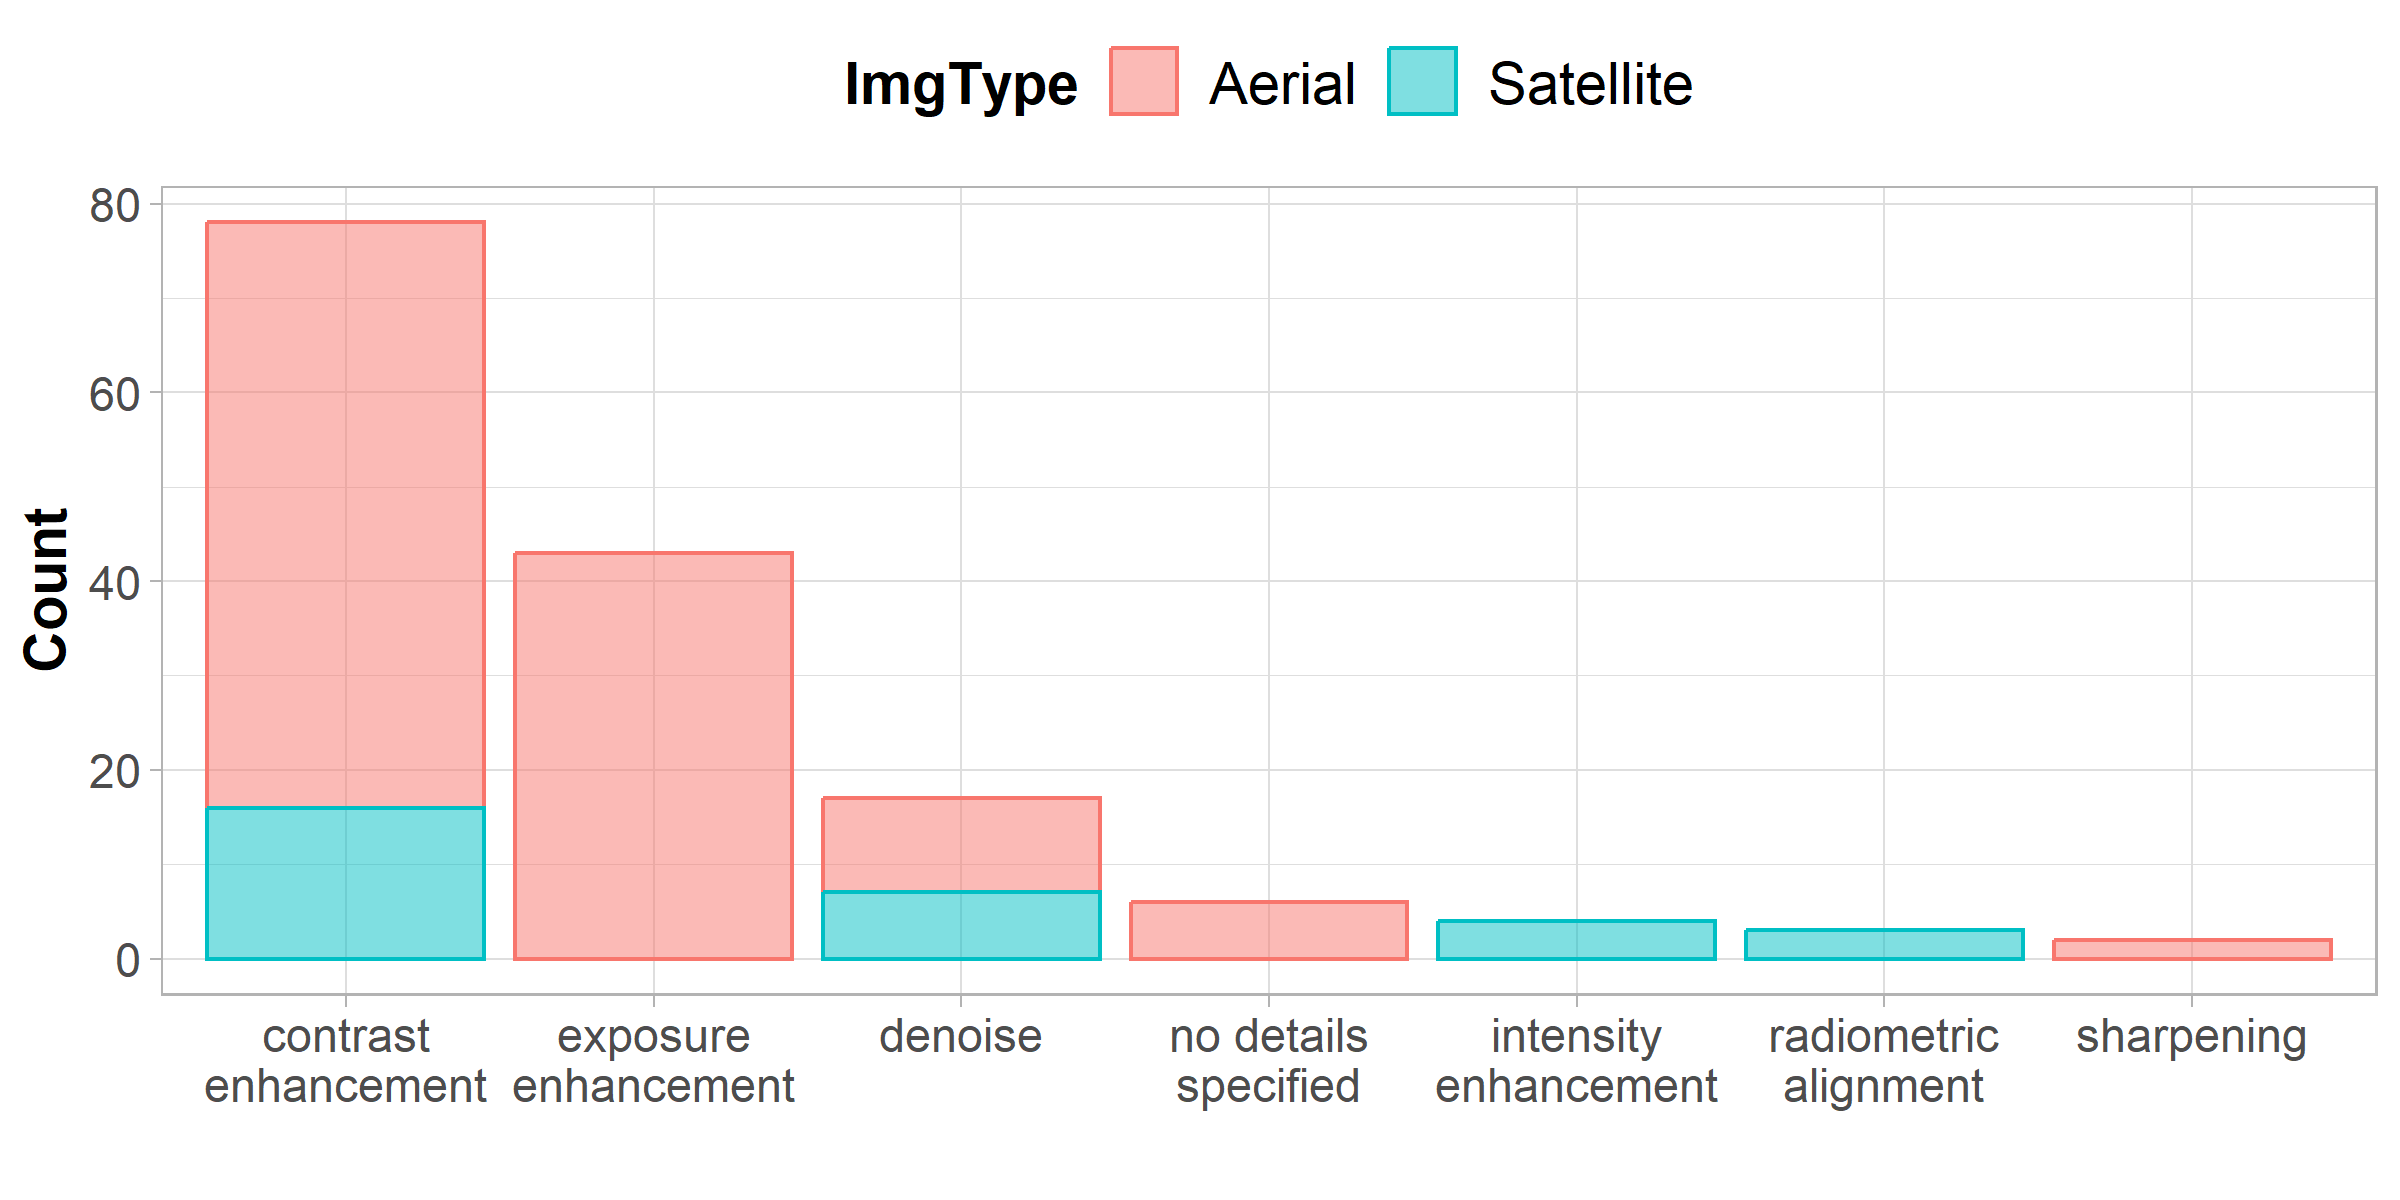 ImgType Aerial Satellite
80
60
40
20
0
Count
contrast enhancement
exposure enhancement
denoise
no details specified
intensity enhancement
radiometric alignment
sharpening